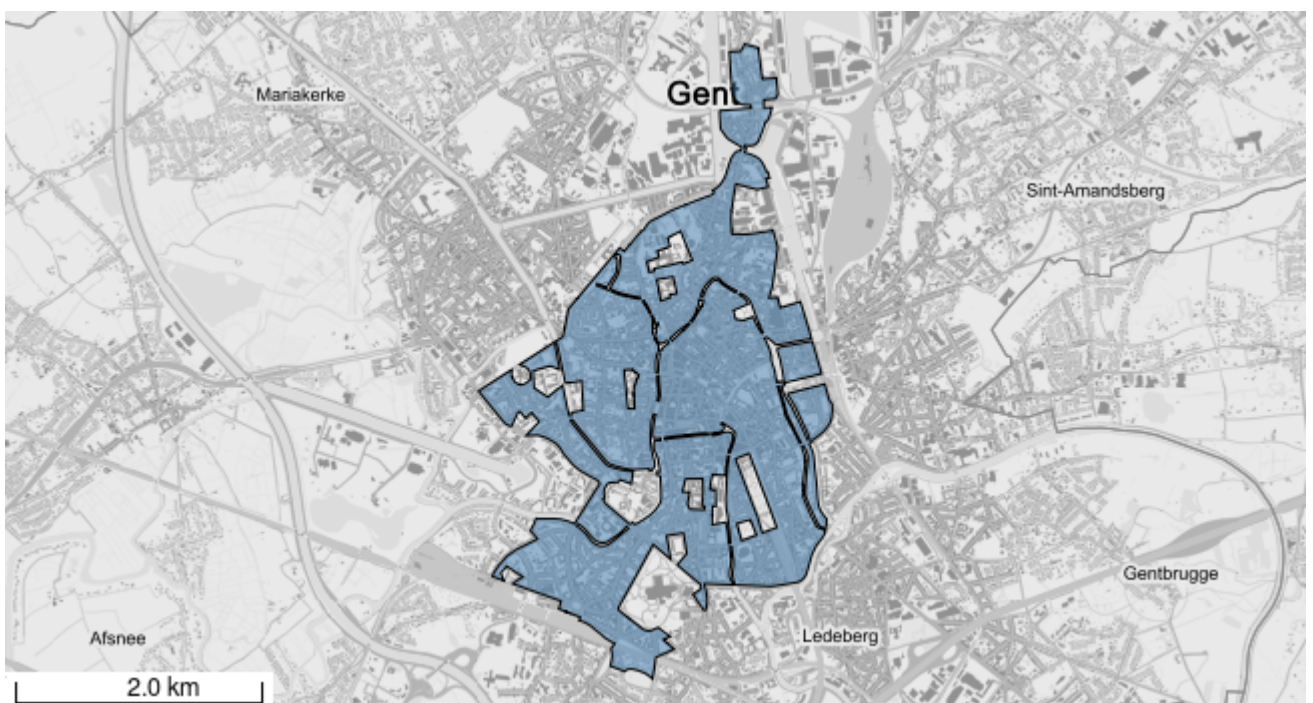 Gent
Mariakerke
Sint-Amandsberg
Gentbrugge
Afsnee
Ledeberg
2.0 km